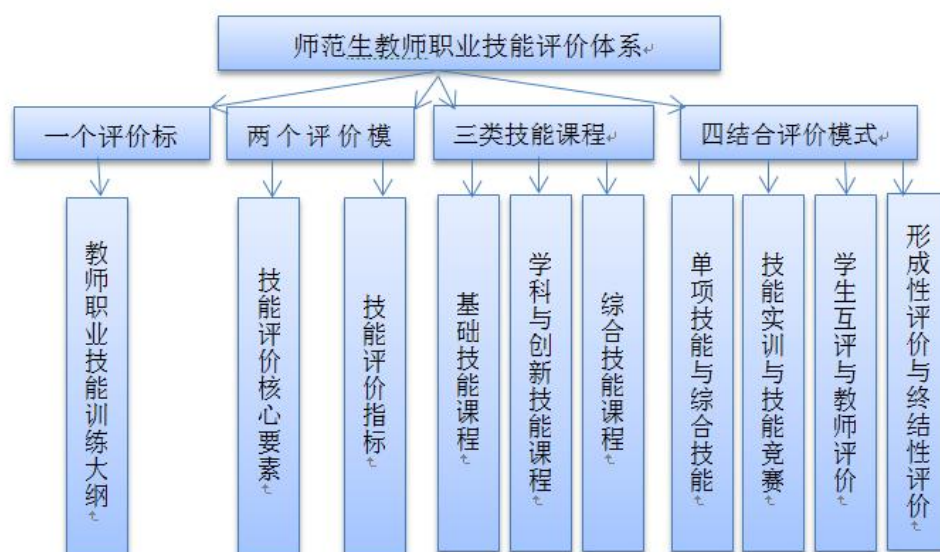 师范生教师职业技能评价体系
一个评价标
两个评价模
三类技能课程
四结合评价模式
教师职业技能训练大纲
技能评价核心要素
技能评价指标
基础技能课程
学科与创新技能课程
综合技能课程
单项技能与综合技能
技能实训与技能竞赛
学生互评与教师评价
形成性评价与终结性评价